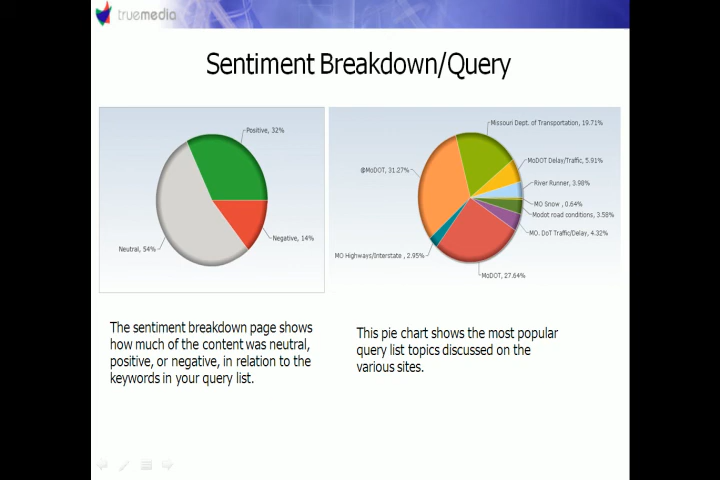 truemedia
Sentiment Breakdown/Query
Positive, 32%
Negative, 14%
Neutral, 54%
Missouri Dept. of Transportation, 19.71%
MoDOT Delay/Traffic, 5.91%
@MoDOT, 31.27%
River Runner, 3.98%
MO Snow , 0.64%
Modot road conditions, 3.58%
MO. DoT Traffic/Delay, 4.32%
MO Highways/Interstate , 2.95%
MoDOT, 27.64%
The sentiment breakdown page shows
how much of the content was neutral,
positive, or negative, in relation to the
keywords in your query list.
This pie chart shows the most popular
query list topics discussed on the
various sites.